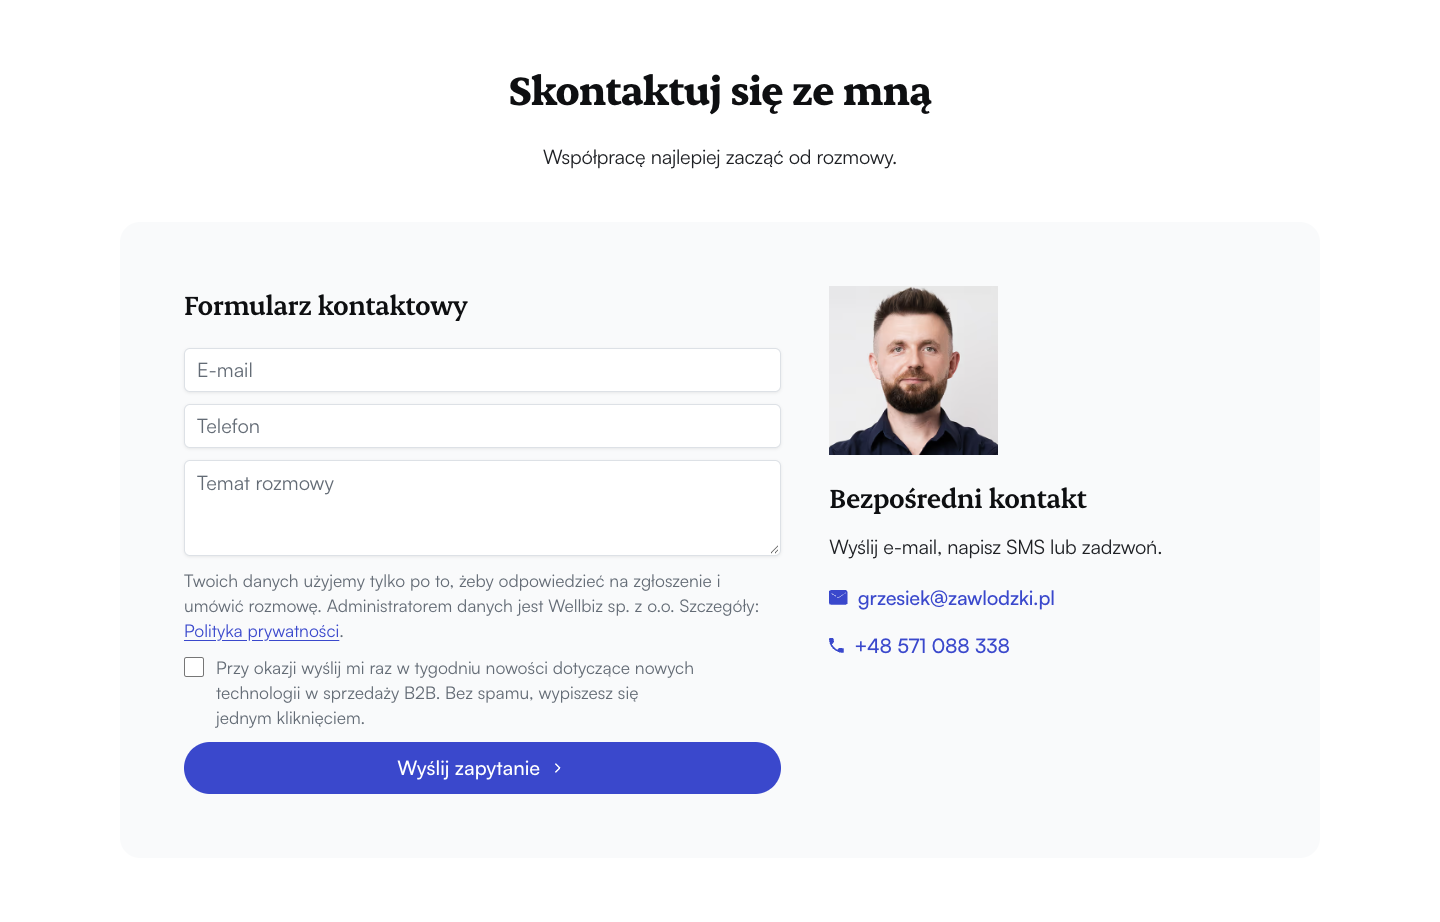 Skontaktuj się ze mną
Współpracę najlepiej zacząć od rozmowy.
Formularz kontaktowy
E-mail
Telefon
Temat rozmowy
Twoich danych użyjemy tylko po to, żeby odpowiedzieć na zgłoszenie i
umówić rozmowę. Administratorem danych jest Wellbiz sp. z o.o. Szczegóły:
Polityka prywatności.
Przy okazji wyślij mi raz w tygodniu nowości dotyczące nowych
technologii w sprzedaży B2B. Bez spamu, wypiszesz się
jednym kliknięciem.
Wyślij zapytanie
Bezpośredni kontakt
Wyślij e-mail, napisz SMS lub zadzwoń.
grzesiek@zawlodzki.pl
+48 571 088 338